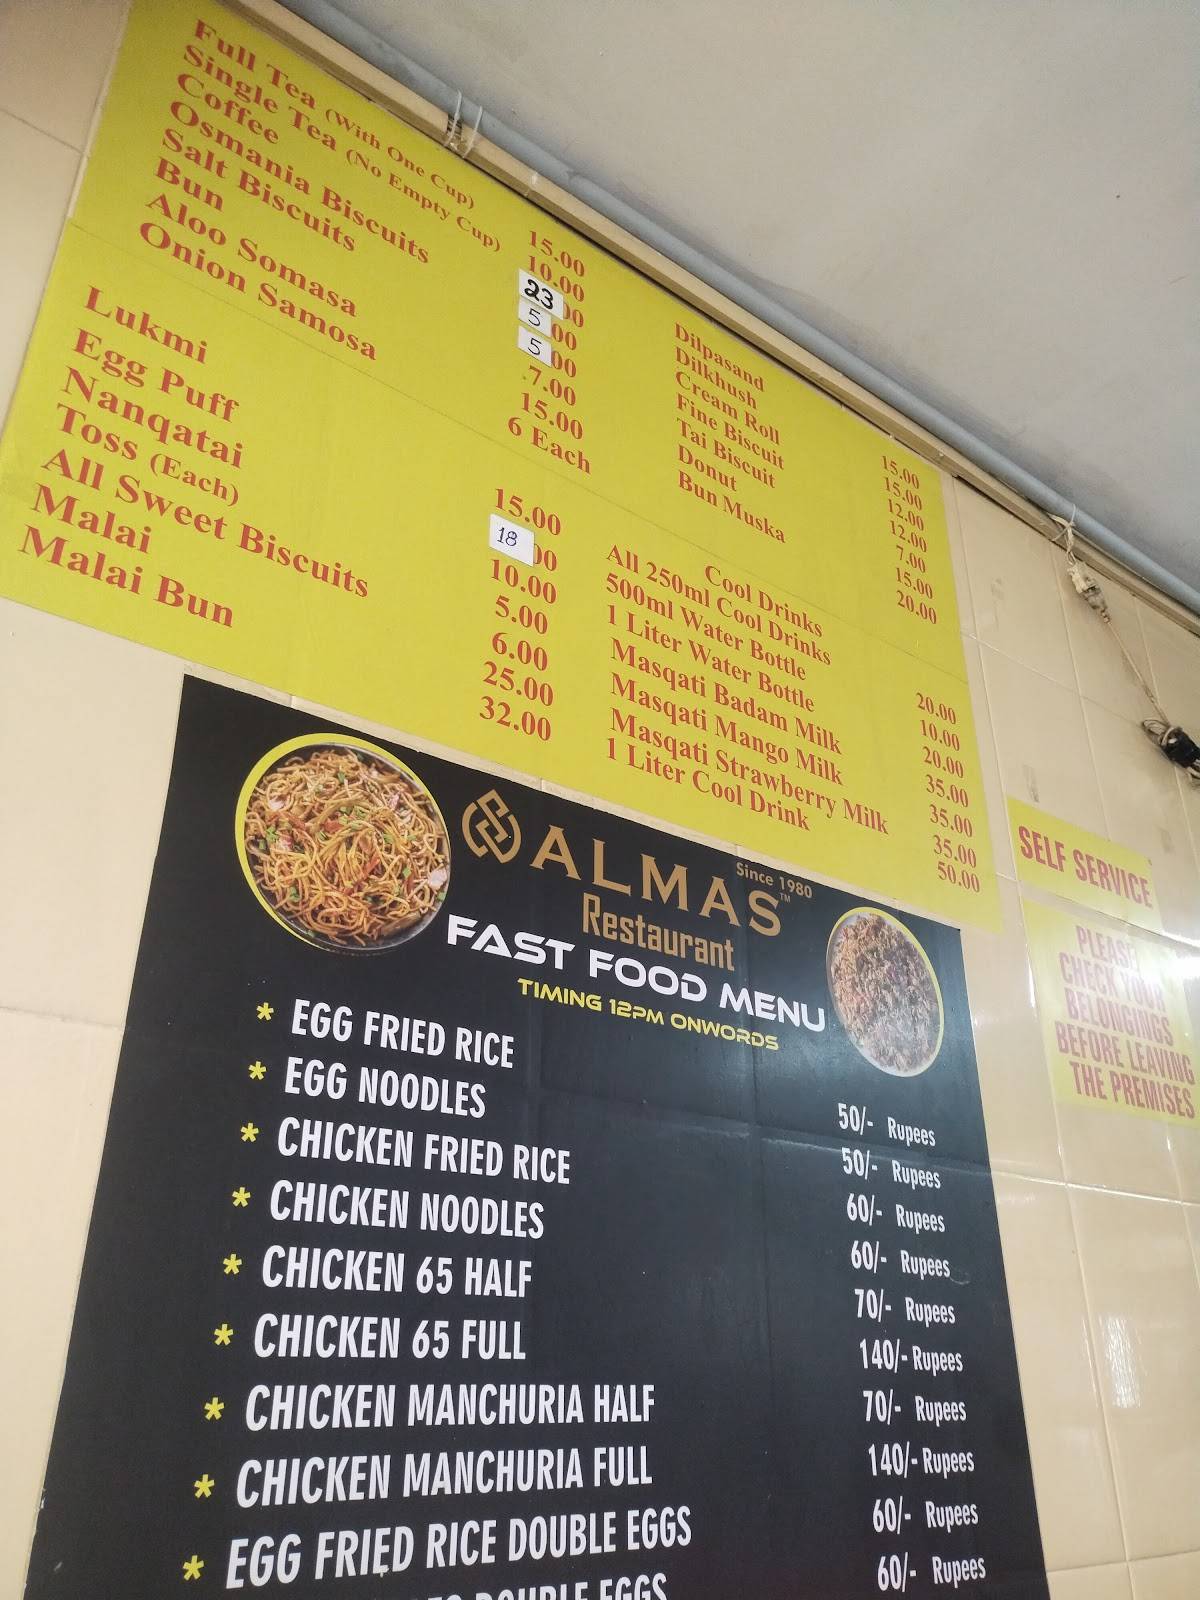 Full Tea (With One Cup) 15.00
Single Tea (No Empty Cup) 10.00
Coffee 23 00
Osmania Biscuits 5 00
Salt Biscuits 5 00
Bun 7.00
Aloo Somasa 15.00
Onion Samosa 6 Each
Lukmi 15.00
Egg Puff 18 00
Nanqatai 10.00
Toss (Each) 5.00
All Sweet Biscuits 6.00
Malai 25.00
Malai Bun 32.00
Dilpasand 15.00
Dilkhush 15.00
Cream Roll 12.00
Fine Biscuit 12.00
Tai Biscuit 7.00
Donut 15.00
Bun Muska 20.00
Cool Drinks
All 250ml Cool Drinks 20.00
500ml Water Bottle 10.00
1 Liter Water Bottle 20.00
Masqati Badam Milk 35.00
Masqati Mango Milk 35.00
Masqati Strawberry Milk 35.00
1 Liter Cool Drink 50.00
SELF SERVICE
PLEASE
CHECK YOUR
BELONGINGS
BEFORE LEAVING
THE PREMISES
Since 1980
ALMAS™
Restaurant
FAST FOOD MENU
TIMING 12PM ONWORDS
* EGG FRIED RICE 50/- Rupees
* EGG NOODLES 50/- Rupees
* CHICKEN FRIED RICE 60/- Rupees
* CHICKEN NOODLES 60/- Rupees
* CHICKEN 65 HALF 70/- Rupees
* CHICKEN 65 FULL 140/- Rupees
* CHICKEN MANCHURIA HALF 70/- Rupees
* CHICKEN MANCHURIA FULL 140/- Rupees
* EGG FRIED RICE DOUBLE EGGS 60/- Rupees
DOUBLE EGGS 60/- Rupees